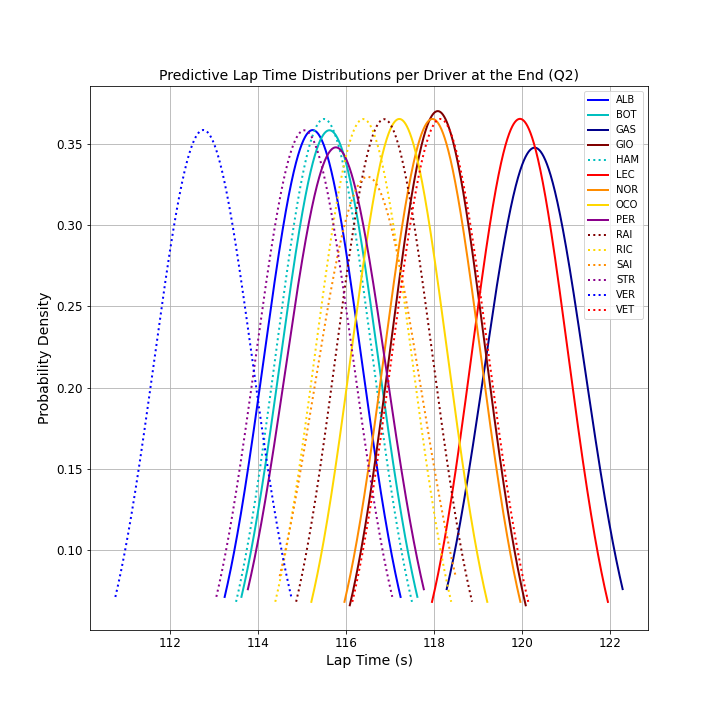 Predictive Lap Time Distributions per Driver at the End (Q2)
ALB
BOT
GAS
GIO
HAM
LEC
NOR
OCO
PER
RAI
RIC
SAI
STR
VER
VET
Probability Density
0.35
0.30
0.25
0.20
0.15
0.10
112 114 116 118 120 122
Lap Time (s)